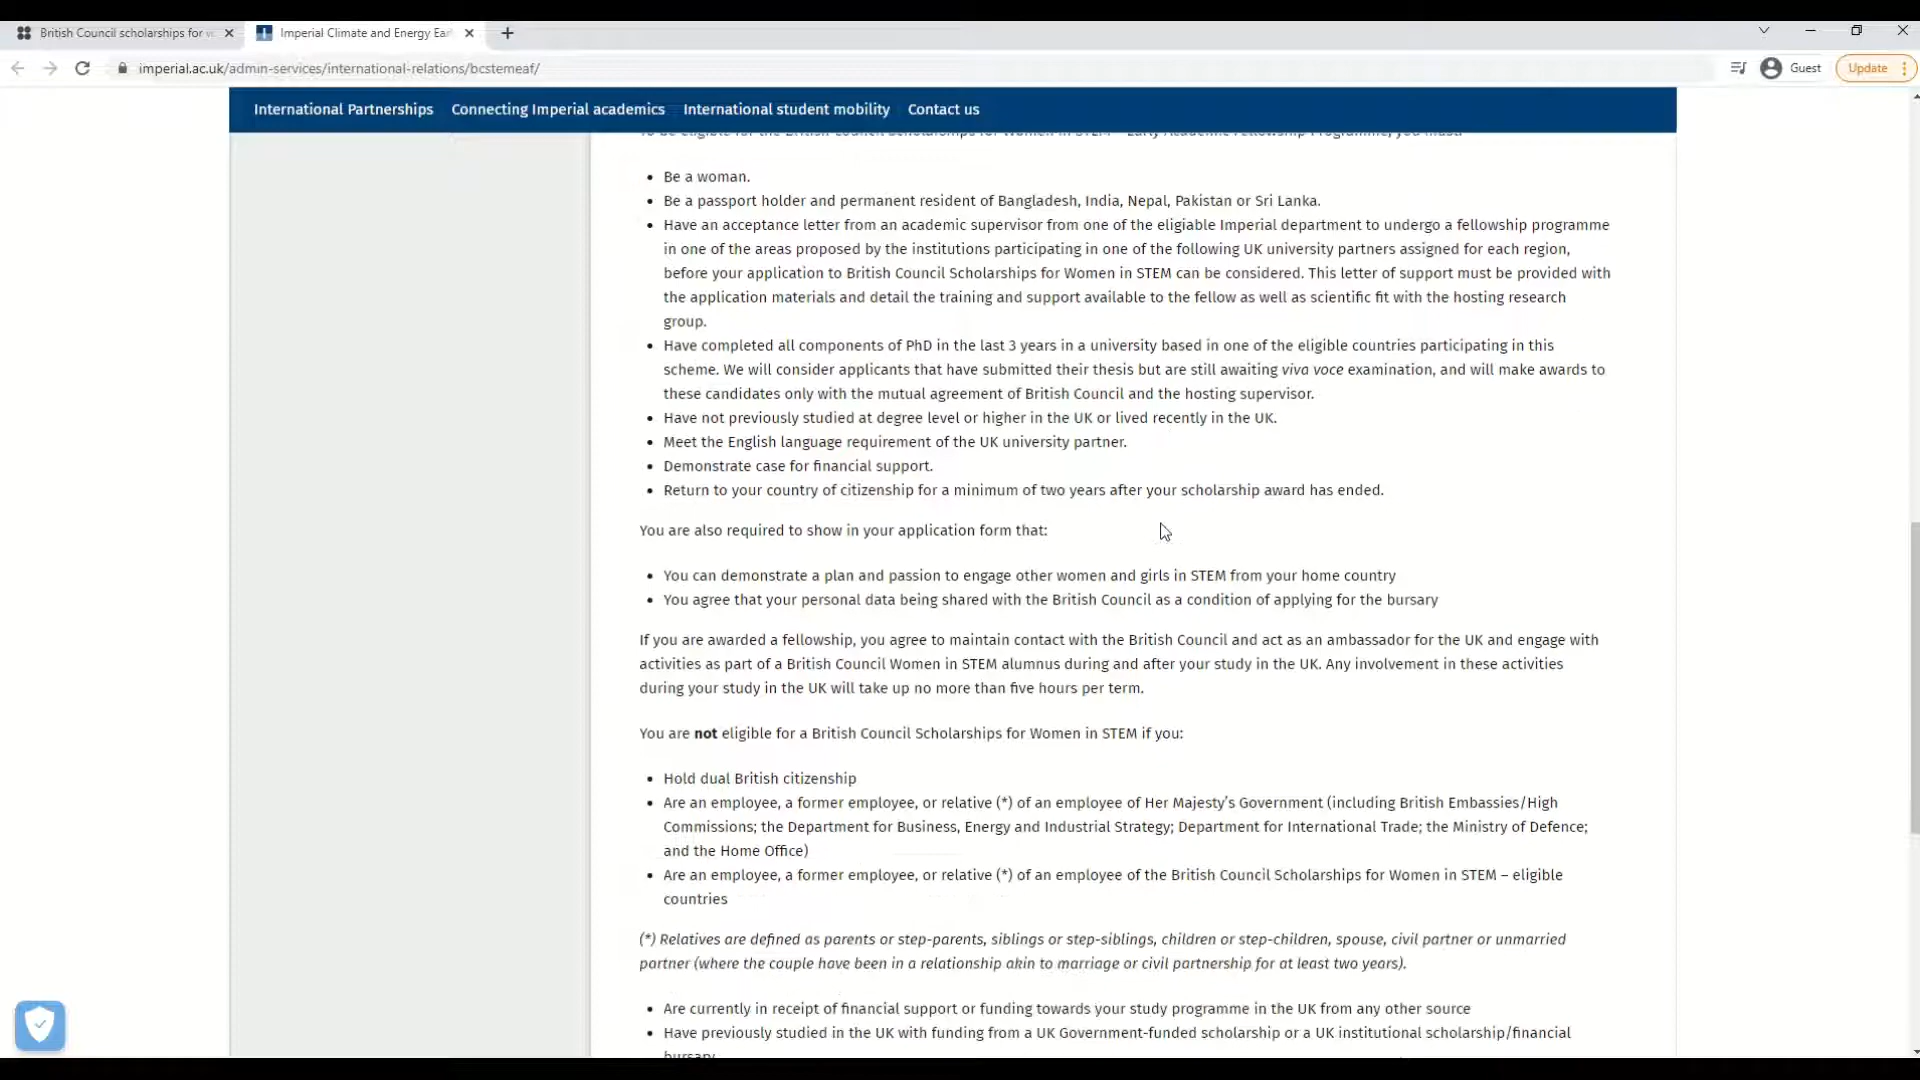 British Council scholarships for w
Imperial Climate and Energy Ear
imperial.ac.uk/admin-services/international-relations/bcstemeaf/
Guest
Update
International Partnerships
Connecting Imperial academics
International student mobility
Contact us
To be eligible for the British Council Scholarships for Women in STEM – Early Academic Fellowship Programme, you must:
• Be a woman.
• Be a passport holder and permanent resident of Bangladesh, India, Nepal, Pakistan or Sri Lanka.
• Have an acceptance letter from an academic supervisor from one of the eligiable Imperial department to undergo a fellowship programme
in one of the areas proposed by the institutions participating in one of the following UK university partners assigned for each region,
before your application to British Council Scholarships for Women in STEM can be considered. This letter of support must be provided with
the application materials and detail the training and support available to the fellow as well as scientific fit with the hosting research
group.
• Have completed all components of PhD in the last 3 years in a university based in one of the eligible countries participating in this
scheme. We will consider applicants that have submitted their thesis but are still awaiting viva voce examination, and will make awards to
these candidates only with the mutual agreement of British Council and the hosting supervisor.
• Have not previously studied at degree level or higher in the UK or lived recently in the UK.
• Meet the English language requirement of the UK university partner.
• Demonstrate case for financial support.
• Return to your country of citizenship for a minimum of two years after your scholarship award has ended.
You are also required to show in your application form that:
• You can demonstrate a plan and passion to engage other women and girls in STEM from your home country
• You agree that your personal data being shared with the British Council as a condition of applying for the bursary
If you are awarded a fellowship, you agree to maintain contact with the British Council and act as an ambassador for the UK and engage with
activities as part of a British Council Women in STEM alumnus during and after your study in the UK. Any involvement in these activities
during your study in the UK will take up no more than five hours per term.
You are not eligible for a British Council Scholarships for Women in STEM if you:
• Hold dual British citizenship
• Are an employee, a former employee, or relative (*) of an employee of Her Majesty’s Government (including British Embassies/High
Commissions; the Department for Business, Energy and Industrial Strategy; Department for International Trade; the Ministry of Defence;
and the Home Office)
• Are an employee, a former employee, or relative (*) of an employee of the British Council Scholarships for Women in STEM – eligible
countries
(*) Relatives are defined as parents or step-parents, siblings or step-siblings, children or step-children, spouse, civil partner or unmarried
partner (where the couple have been in a relationship akin to marriage or civil partnership for at least two years).
• Are currently in receipt of financial support or funding towards your study programme in the UK from any other source
• Have previously studied in the UK with funding from a UK Government-funded scholarship or a UK institutional scholarship/financial
bursary